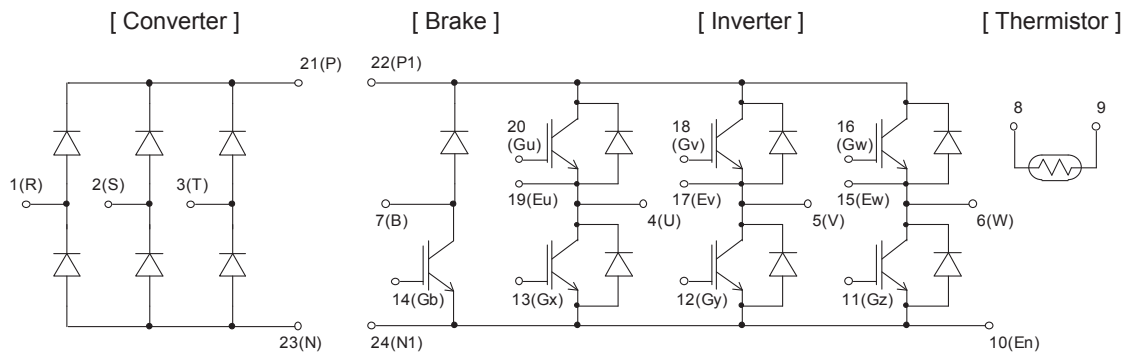 [ Converter ] [ Brake ] [ Inverter ] [ Thermistor ]
21(P) 22(P1)
8 9
20 (Gu) 18 (Gv) 16 (Gw)
1(R) 2(S) 3(T) 19(Eu) 17(Ev) 15(Ew)
7(B) 4(U) 5(V) 6(W)
14(Gb) 13(Gx) 12(Gy) 11(Gz)
23(N) 24(N1) 10(En)